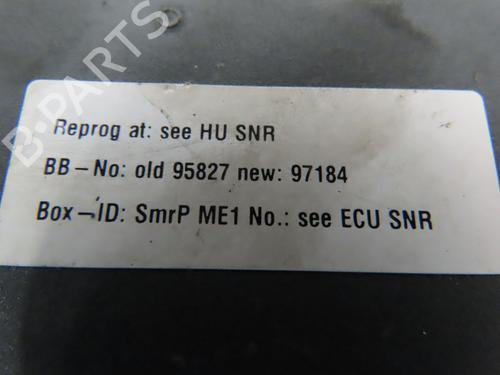 B-PARTS
Reprog at: see HU SNR
BB-No: old 95827 new: 97184
Box-ID: SmrP ME1 No.: see ECU SNR